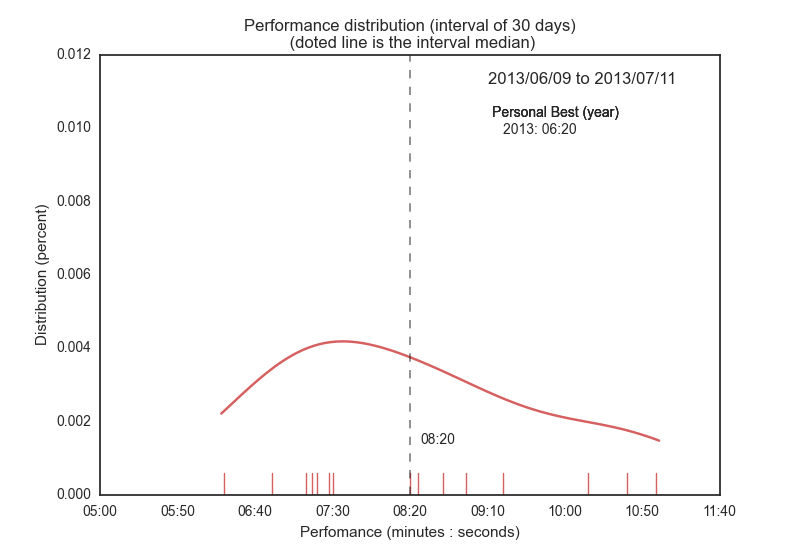 Performance distribution (interval of 30 days)
(doted line is the interval median)
0.012
2013/06/09 to 2013/07/11
Personal Best (year)
2013: 06:20
0.010
0.008
0.006
0.004
0.002
0.000
Distribution (percent)
08:20
05:00 05:50 06:40 07:30 08:20 09:10 10:00 10:50 11:40
Perfomance (minutes : seconds)